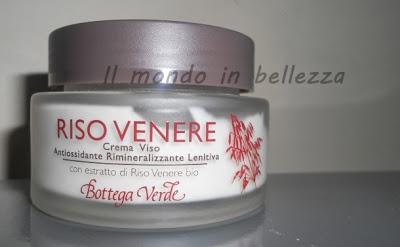 Il mondo in bellezza
RISO VENERE
Crema Viso
Antiossidante Rimineralizzante Lenitiva
con estratto di Riso Venere bio
Bottega Verde